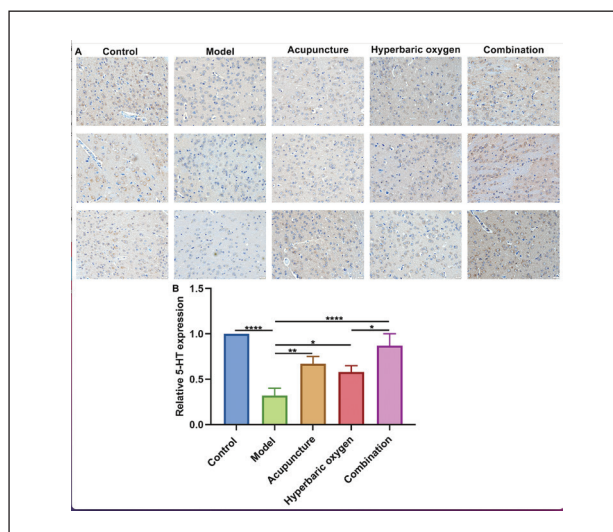 A Control Model Acupuncture Hyperbaric oxygen Combination
B
1.5
****
****
*
1.0
*
**
0.5
0.0
Relative 5-HT expression
Control
Model
Acupuncture
Hyperbaric oxygen
Combination